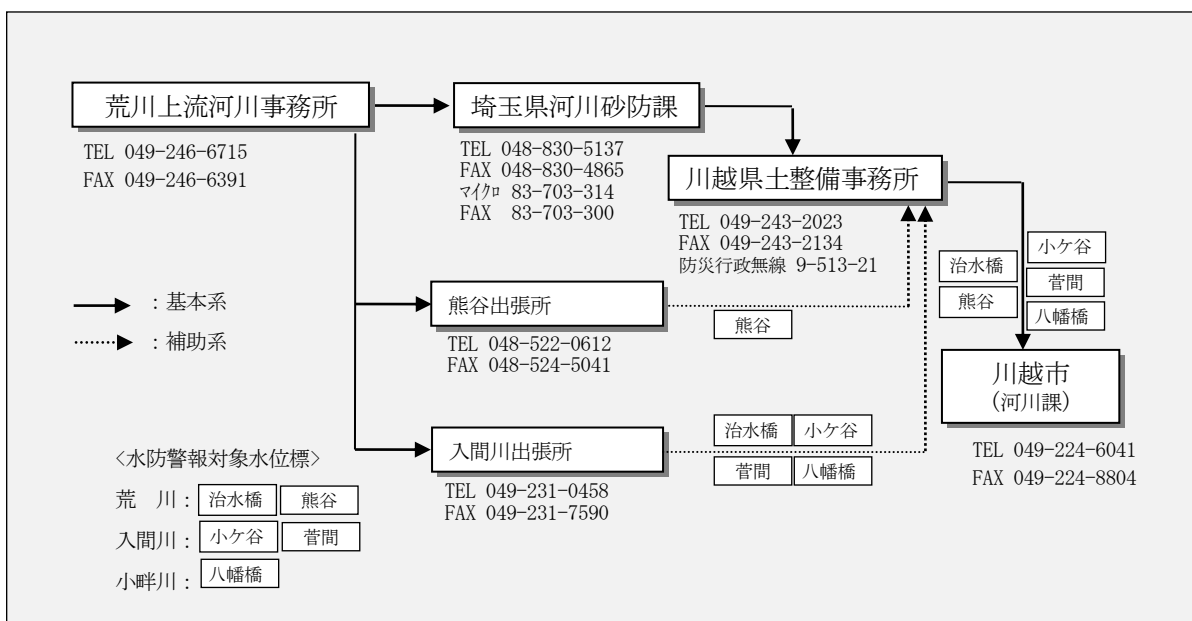 荒川上流河川事務所
TEL 049-246-6715
FAX 049-246-6391
埼玉県河川砂防課
TEL 048-830-5137
FAX 048-830-4865
マイクロ 83-703-314
FAX 83-703-300
川越県土整備事務所
TEL 049-243-2023
FAX 049-243-2134
防災行政無線 9-513-21
治水橋
熊谷
小ケ谷
菅間
八幡橋
：基本系
：補助系
熊谷出張所
TEL 048-522-0612
FAX 048-524-5041
熊谷
川越市
(河川課)
TEL 049-224-6041
FAX 049-224-8804
入間川出張所
TEL 049-231-0458
FAX 049-231-7590
治水橋 小ケ谷
菅間 八幡橋
<水防警報対象水位標>
荒　川： 治水橋 熊谷
入間川： 小ケ谷 菅間
小畔川： 八幡橋